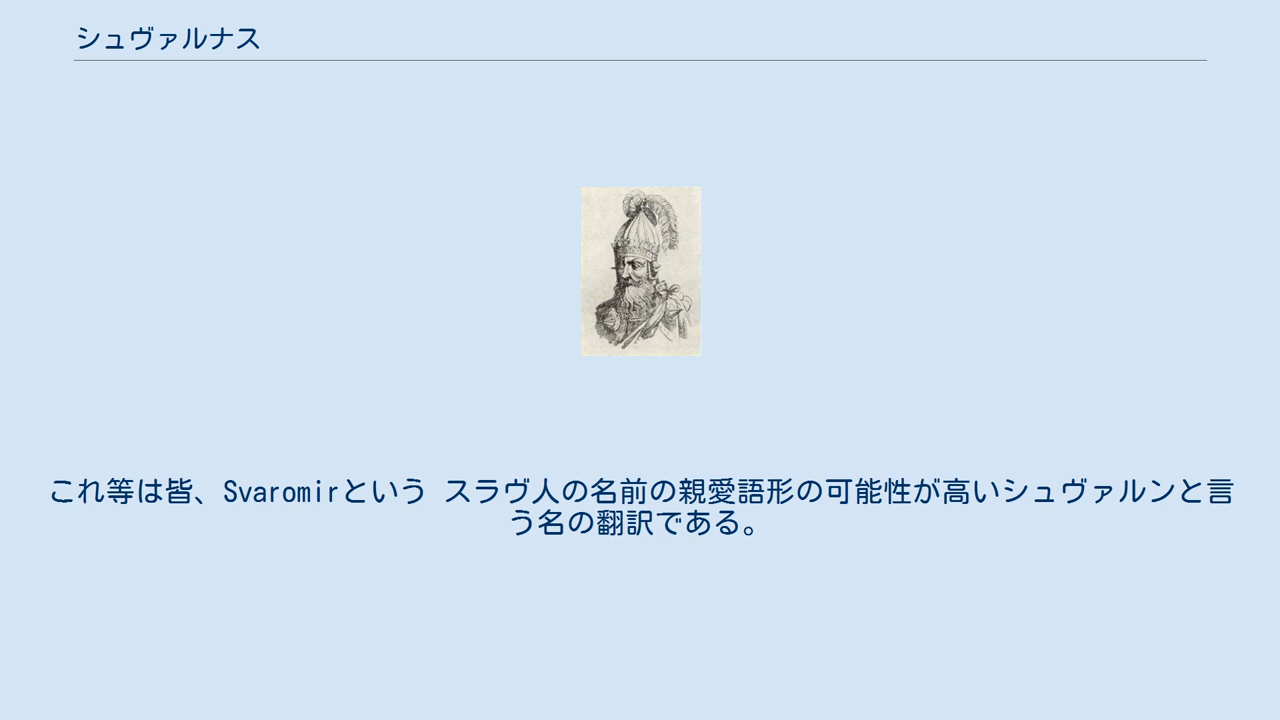 シュヴァルナス
これ等は皆、Svaromirという スラヴ人の名前の親愛語形の可能性が高いシュヴァルンと言
う名の翻訳である。